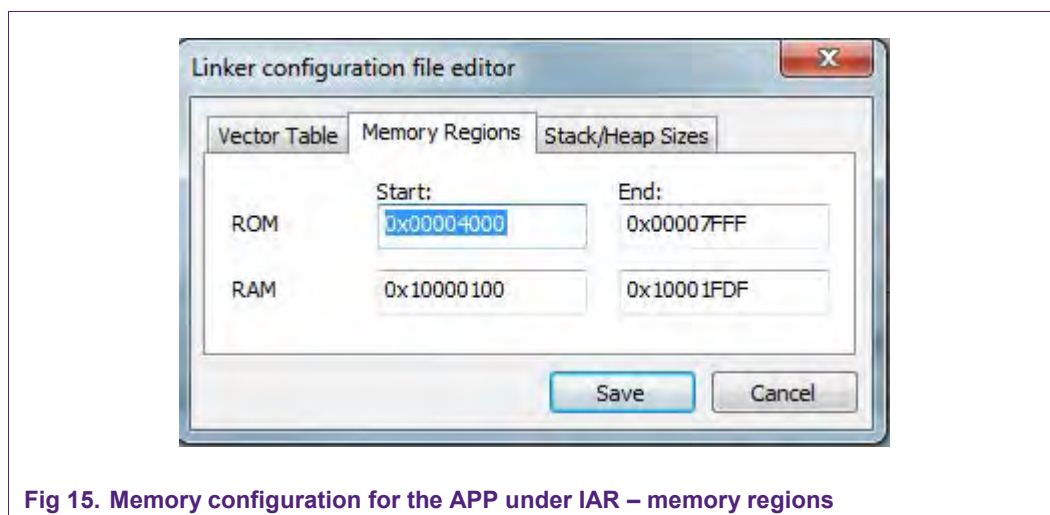 Linker configuration file editor
Vector Table Memory Regions Stack/Heap Sizes
Start: End:
ROM 0x00004000 0x00007FFF
RAM 0x10000100 0x10001FDF
Save Cancel
Fig 15. Memory configuration for the APP under IAR – memory regions